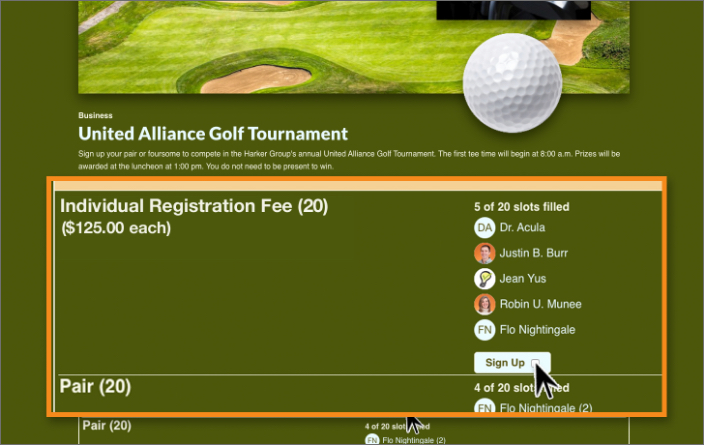 Business
United Alliance Golf Tournament
Sign up your pair or foursome to compete in the Harker Group's annual United Alliance Golf Tournament. The first tee time will begin at 8:00 a.m. Prizes will be
awarded at the luncheon at 1:00 pm. You do not need to be present to win.
Individual Registration Fee (20)
($125.00 each)
5 of 20 slots filled
DA Dr. Acula
Justin B. Burr
Jean Yus
Robin U. Munee
FN Flo Nightingale
Sign Up
Pair (20)
4 of 20 slots filled
FN Flo Nightingale (2)
Pair (20)
4 of 20 slots filled
FN Flo Nightingale (2)